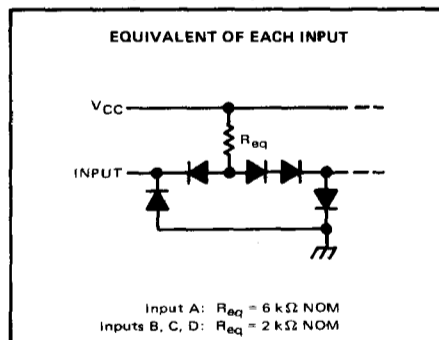 EQUIVALENT OF EACH INPUT
VCC
Req
INPUT
Input A: Req = 6 kΩ NOM
Inputs B, C, D: Req = 2 kΩ NOM